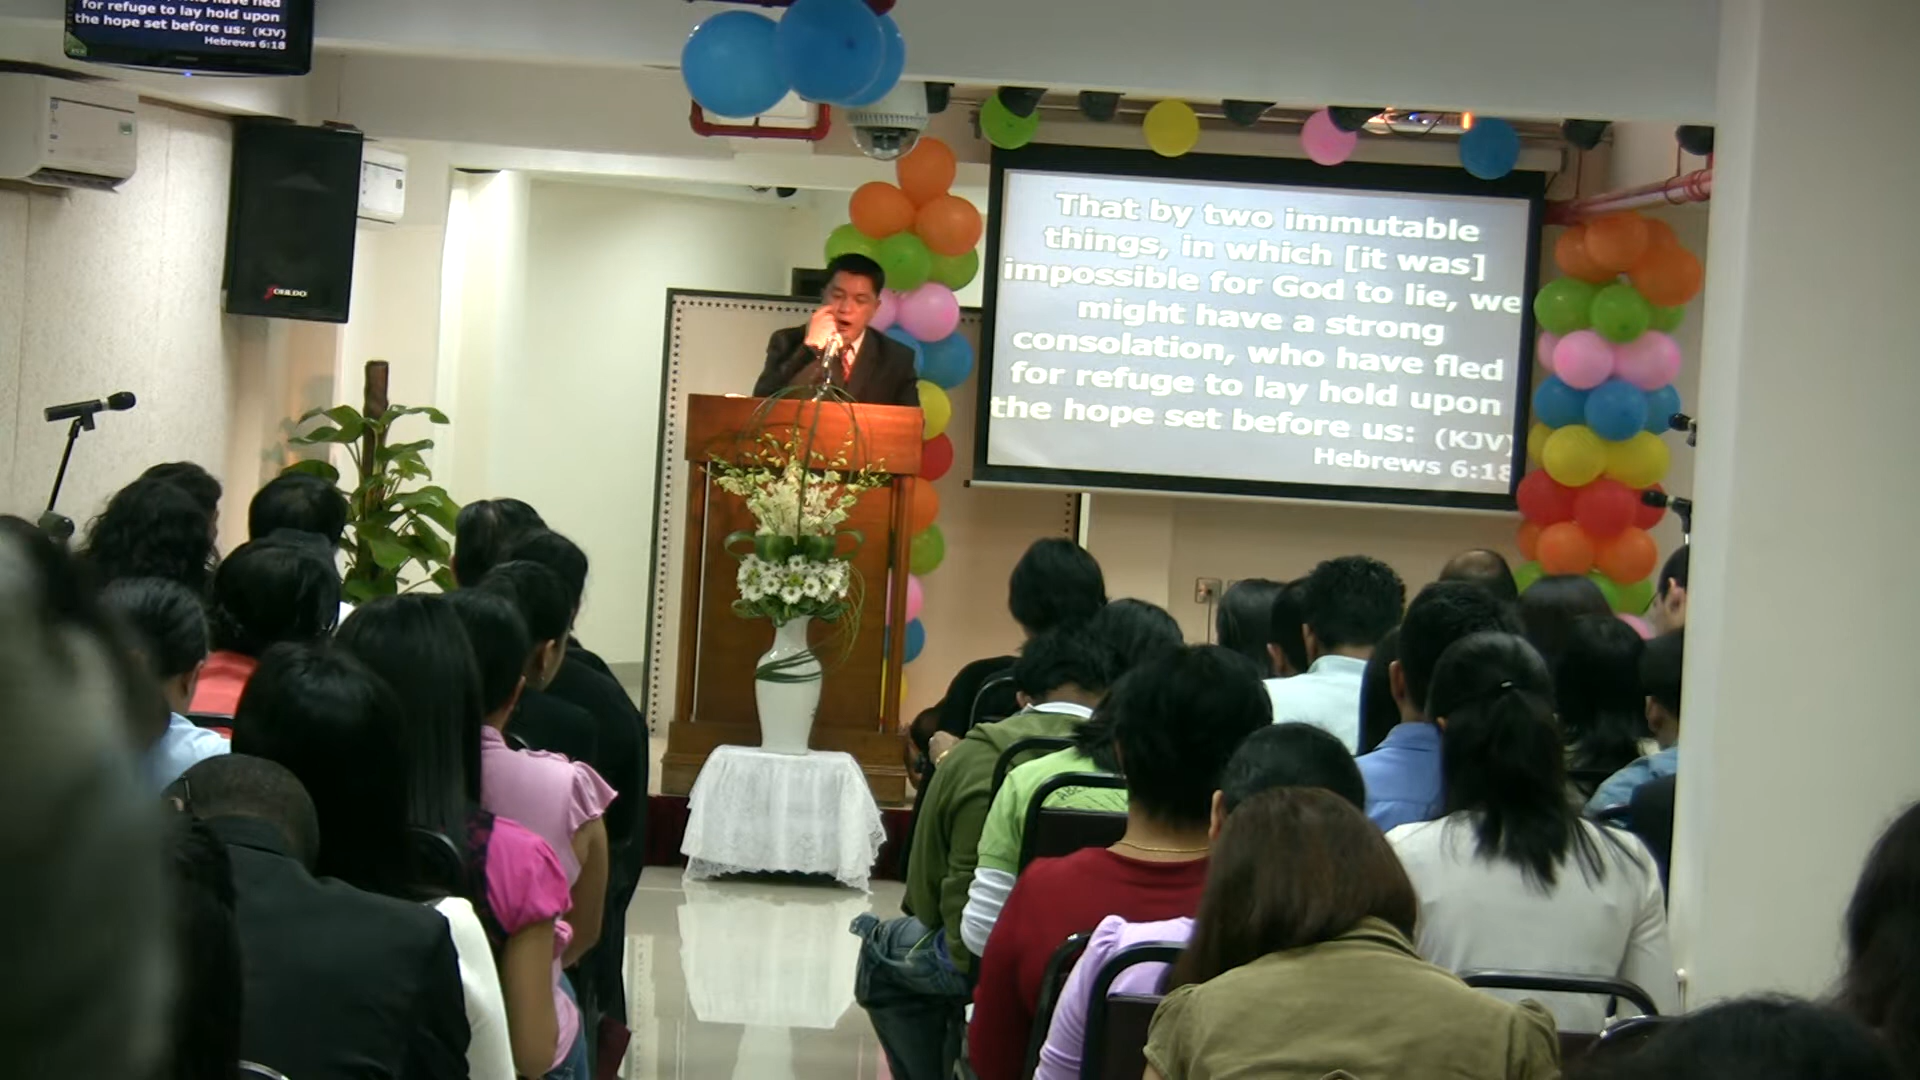 for refuge to lay hold upon
the hope set before us: (KJV)
Hebrews 6:18
That by two immutable
things, in which [it was]
impossible for God to lie, we
might have a strong
consolation, who have fled
for refuge to lay hold upon
the hope set before us: (KJV)
Hebrews 6:18